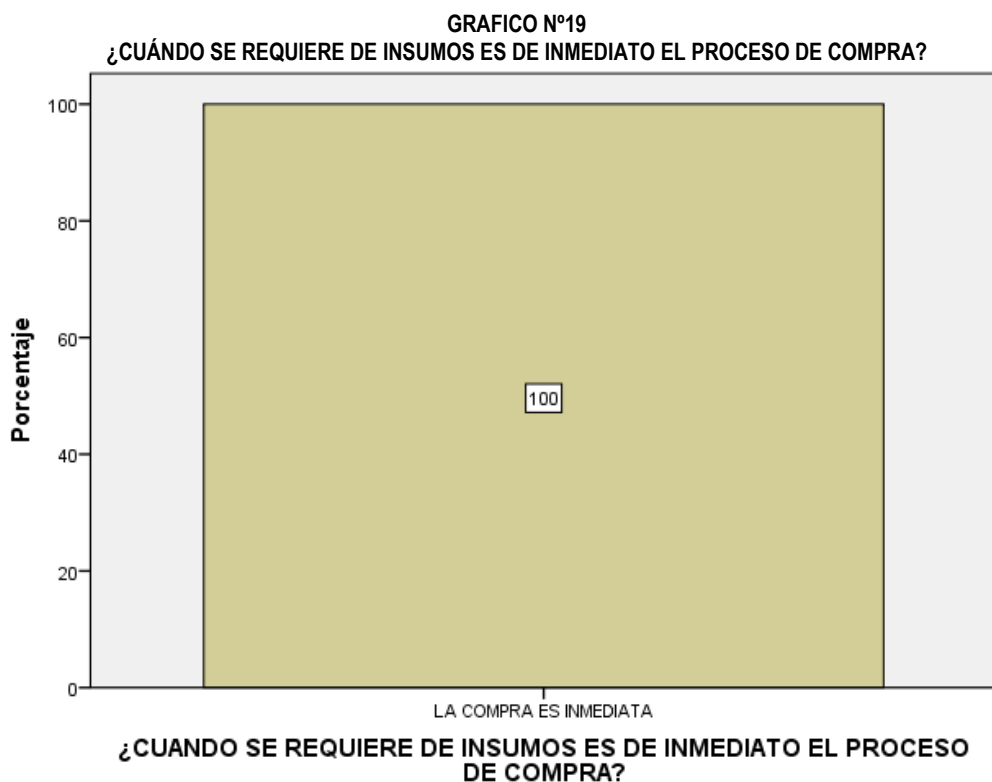 GRAFICO Nº19
¿CUÁNDO SE REQUIERE DE INSUMOS ES DE INMEDIATO EL PROCESO DE COMPRA?
100
80
60
40
20
0
Porcentaje
100
LA COMPRA ES INMEDIATA
¿CUANDO SE REQUIERE DE INSUMOS ES DE INMEDIATO EL PROCESO
DE COMPRA?